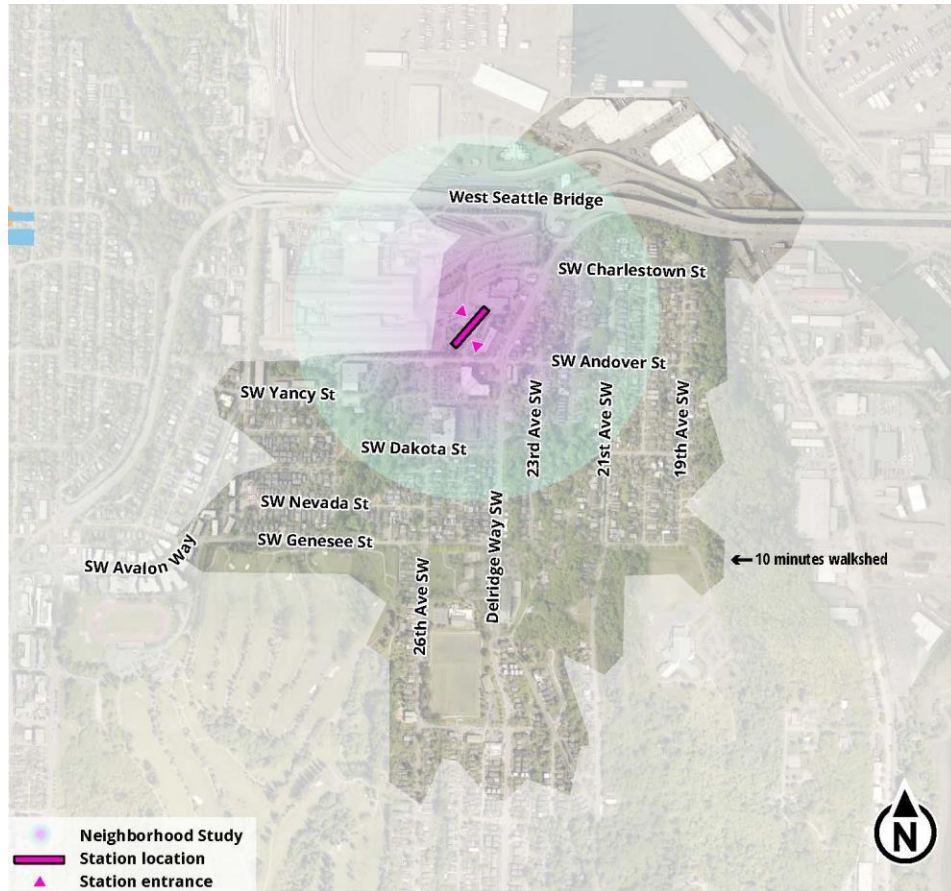 West Seattle Bridge
SW Charlestown St
SW Andover St
SW Yancy St
23rd Ave SW
21st Ave SW
19th Ave SW
SW Dakota St
SW Nevada St
SW Genesee St
SW Avalon Way
Delridge Way SW
26th Ave SW
← 10 minutes walkshed
Neighborhood Study
Station location
Station entrance
N